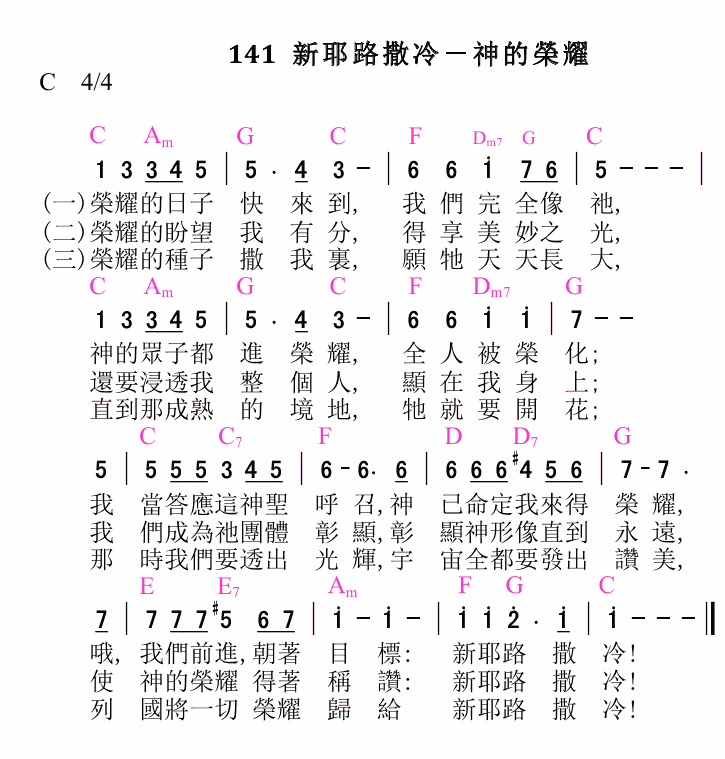 141 新耶路撒冷－神的榮耀
C 4/4
C Am G C F Dm7 G C
1 3 3 4 5 | 5 . 4 3 － | 6 6 i 7 6 | 5 － － － |
(一)榮耀的日子 快 來 到, 我 們 完 全像 祂,
(二)榮耀的盼望 我 有 分, 得 享 美 妙之 光,
(三)榮耀的種子 撒 我 裏, 願 牠 天 天長 大,
C Am G C F Dm7 G
1 3 3 4 5 | 5 . 4 3 － | 6 6 i i | 7 － －
神的眾子都 進 榮 耀, 全 人 被 榮 化;
還要浸透我 整 個 人, 顯 在 我 身 上;
直到那成熟 的 境 地, 牠 就 要 開 花;
C C7 F D D7 G
5 | 5 5 5 3 4 5 | 6 - 6. 6 | 6 6 6 #4 5 6 | 7 - 7 .
我 當答應這神聖 呼 召,神 己命定我來得 榮 耀,
我 們成為祂團體 彰 顯,彰 顯神形像直到 永 遠,
那 時我們要透出 光 輝,宇 宙全都要發出 讚 美,
E E7 Am F G C
7 | 7 7 7 #5 6 7 | i － i － | i i 2 . i | i － － － ‖
哦, 我們前進,朝著 目 標: 新耶路 撒 冷!
使 神的榮耀 得著 稱 讚: 新耶路 撒 冷!
列 國將一切 榮耀 歸 給 新耶路 撒 冷!